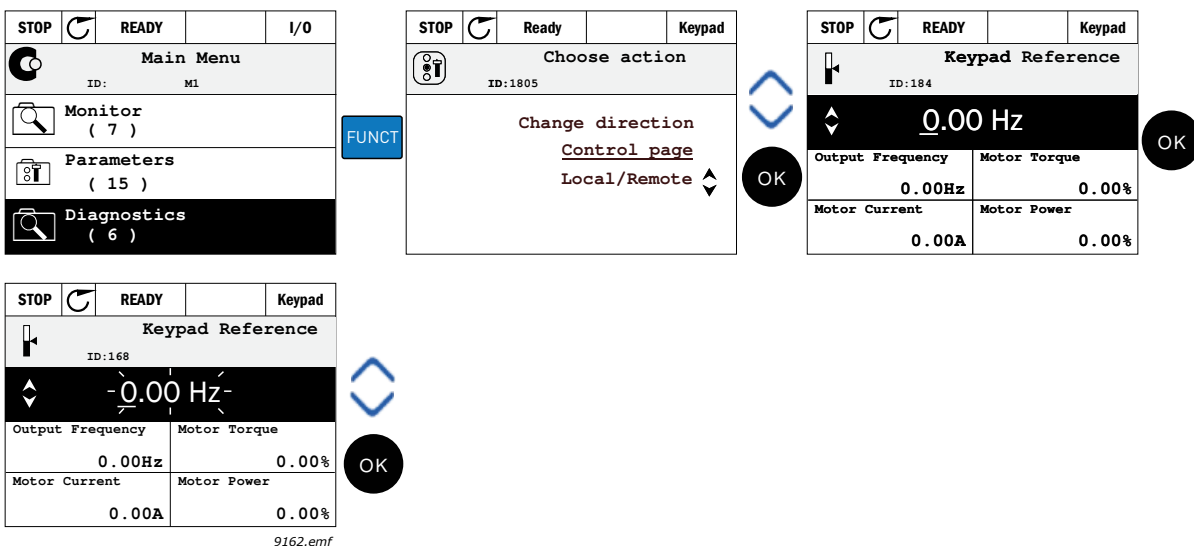 STOP READY I/O
Main Menu
ID: M1
Monitor
( 7 )
Parameters
( 15 )
Diagnostics
( 6 )
FUNCT
STOP Ready Keypad
Choose action
ID:1805
Change direction
Control page
Local/Remote
OK
STOP READY Keypad
Keypad Reference
ID:184
0.00 Hz
Output Frequency Motor Torque
0.00Hz 0.00%
Motor Current Motor Power
0.00A 0.00%
OK
STOP READY Keypad
Keypad Reference
ID:168
0.00 Hz
Output Frequency Motor Torque
0.00Hz 0.00%
Motor Current Motor Power
0.00A 0.00%
OK
9162.emf